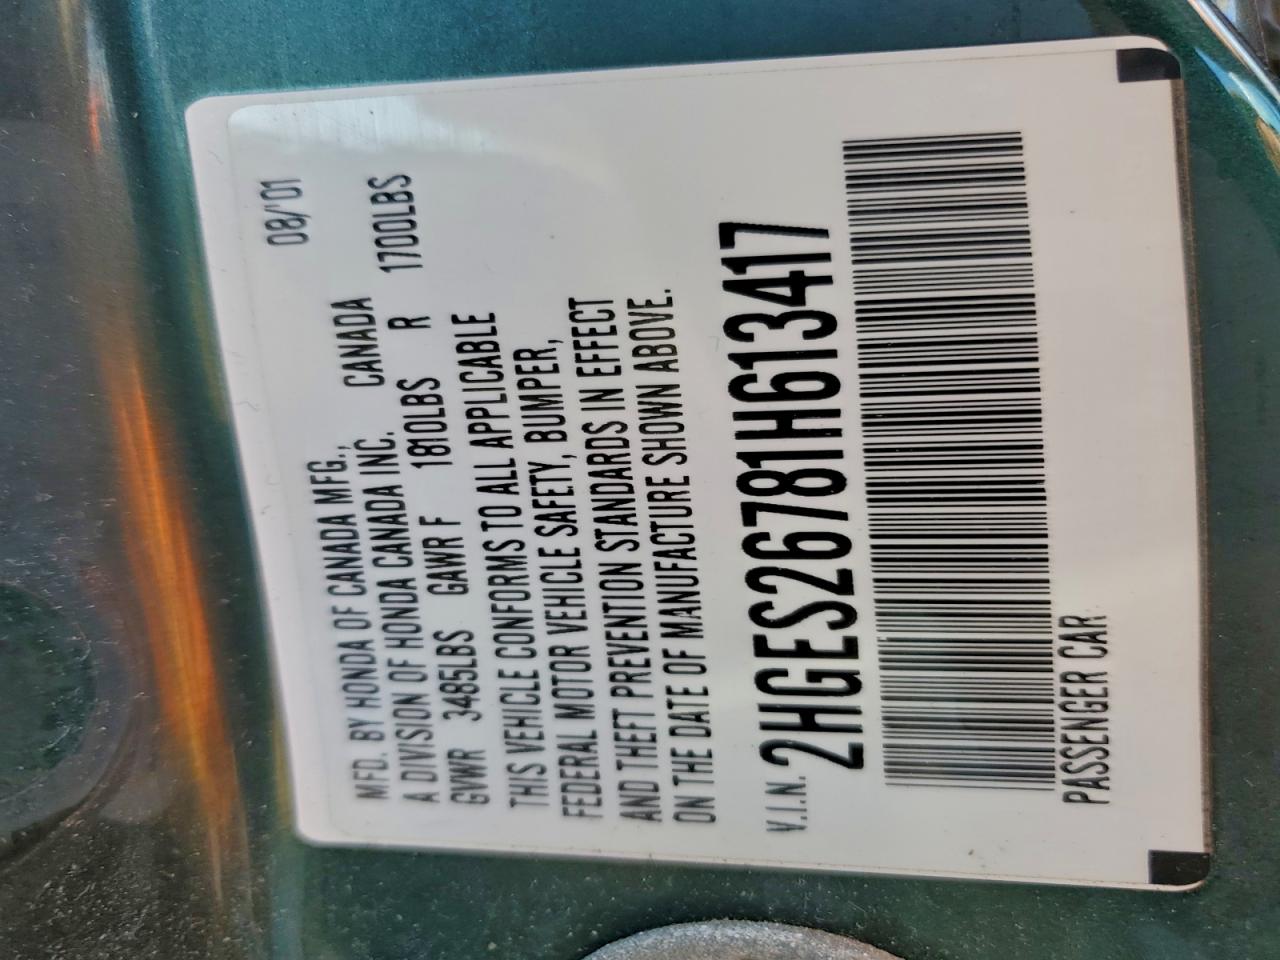 MFD. BY HONDA OF CANADA MFG., CANADA 08/'01
A DIVISION OF HONDA CANADA INC.
GVWR 3485LBS GAWR F 1810LBS R 1700LBS
THIS VEHICLE CONFORMS TO ALL APPLICABLE
FEDERAL MOTOR VEHICLE SAFETY, BUMPER,
AND THEFT PREVENTION STANDARDS IN EFFECT
ON THE DATE OF MANUFACTURE SHOWN ABOVE.
V.I.N. 2HGES26781H613417
PASSENGER CAR